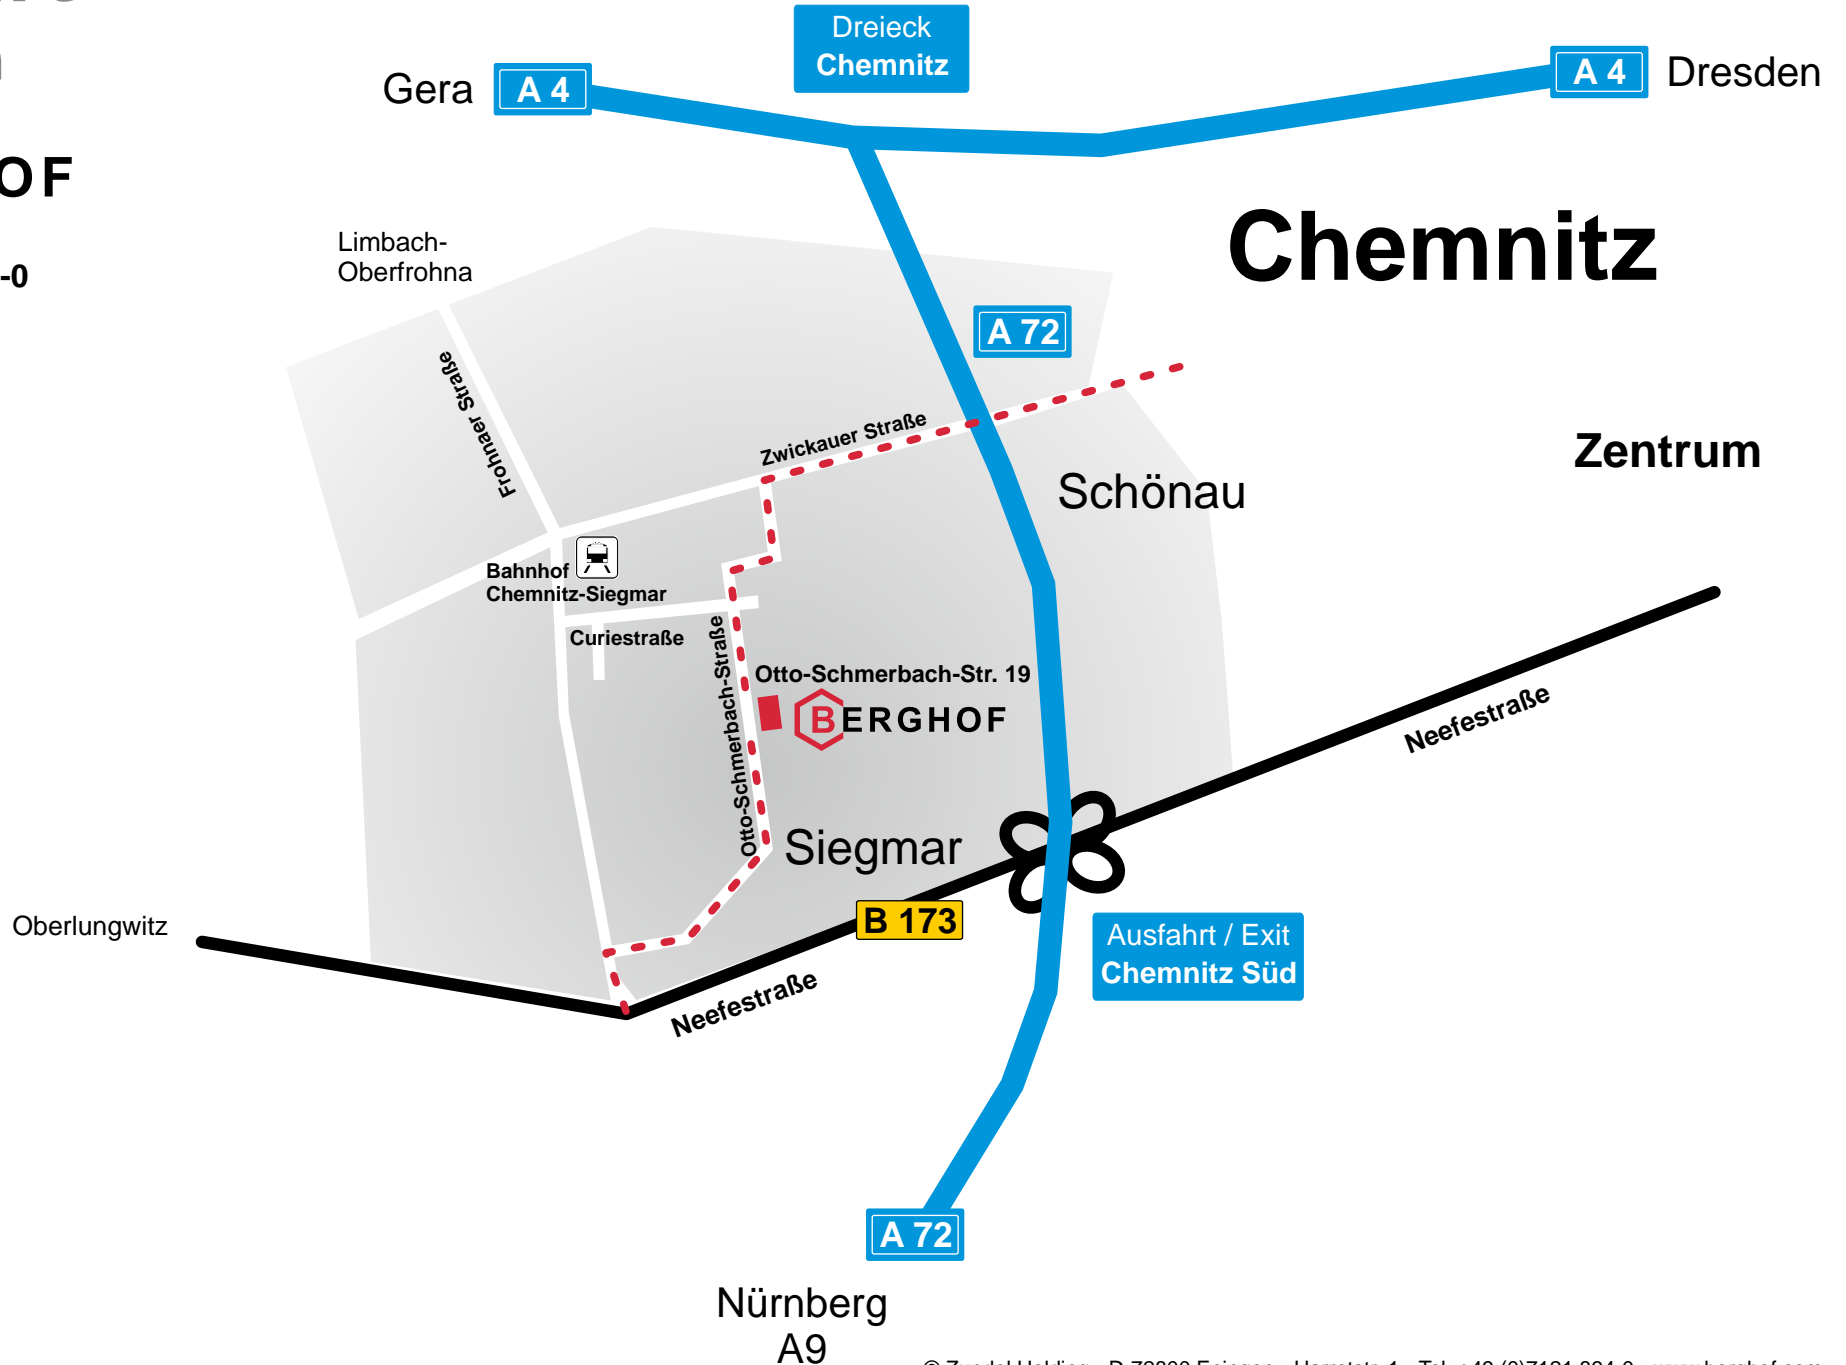 Dreieck
Chemnitz
Gera
A 4
A 4
Dresden
OF
Chemnitz
Limbach-
Oberfrohna
-0
A 72
Frohnaer Straße
Zwickauer Straße
Zentrum
Schönau
Bahnhof
Chemnitz-Siegmar
Curiestraße
Otto-Schmerbach-Straße
Otto-Schmerbach-Str. 19
BERGHOF
Neefestraße
Siegmar
B 173
Oberlungwitz
Ausfahrt / Exit
Chemnitz Süd
Neefestraße
A 72
Nürnberg
A9